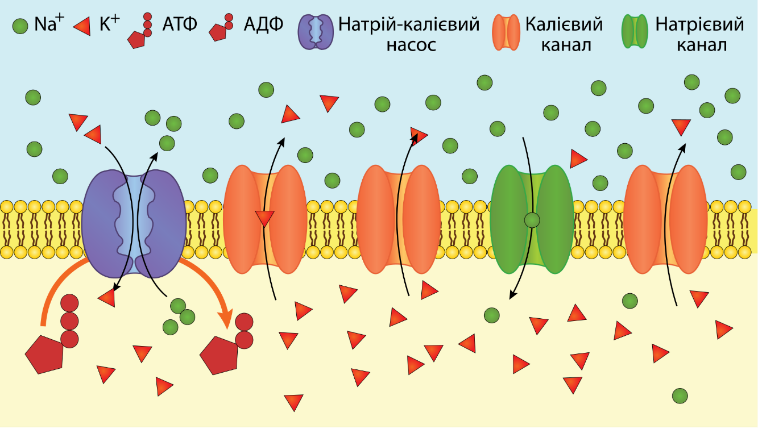 Na⁺
K⁺
АТФ
АДФ
Натрій-калієвий
насос
Калієвий
канал
Натрієвий
канал